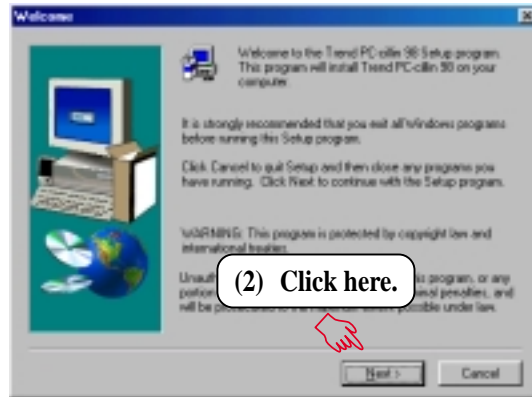 Welcome
Welcome to the Trend PC-cillin 98 Setup program.
This program will install Trend PC-cillin 98 on your
computer.
It is strongly recommended that you exit all Windows programs
before running this Setup program.
Click Cancel to quit Setup and then close any programs you
have running. Click Next to continue with the Setup program.
WARNING: This program is protected by copyright law and
international treaties.
(2) Click here.
is program, or any
portion
penalties, and
will be possible under law.
Next >
Cancel